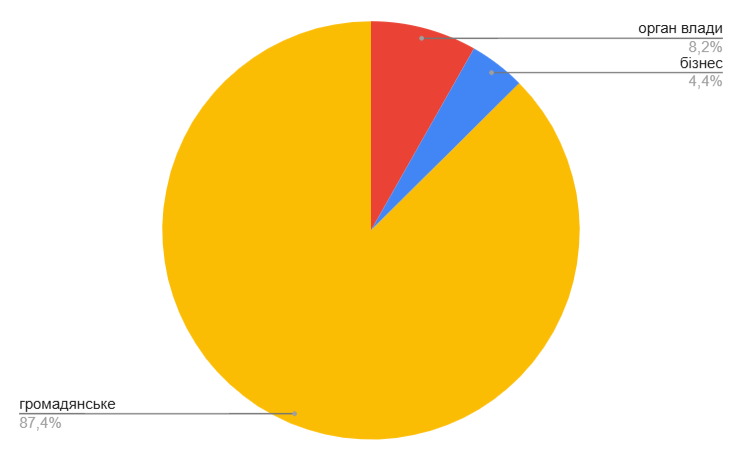 орган влади
8,2%
бізнес
4,4%
громадянське
87,4%